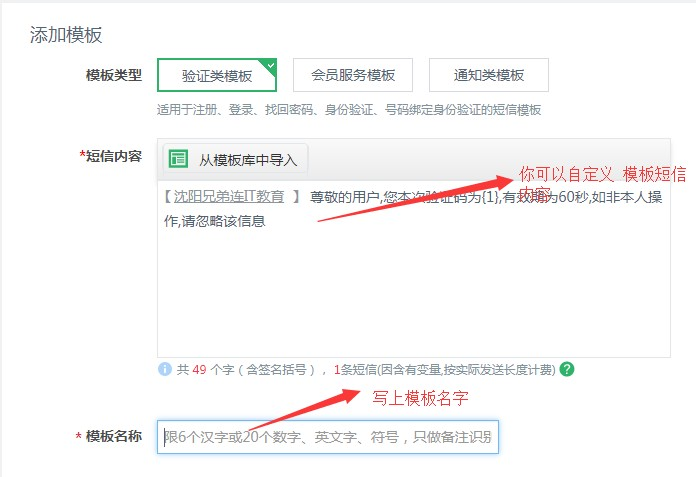 添加模板
模板类型
验证类模板
会员服务模板
通知类模板
适用于注册、登录、找回密码、身份验证、号码绑定身份验证的短信模板
*短信内容
从模板库中导入
你可以自定义 模板短信
内容
【 沈阳兄弟连IT教育 】 尊敬的用户,您本次验证码为{1},有效期为60秒,如非本人操
作,请忽略该信息
共 49 个字（含签名括号），1条短信(因含有变量,按实际发送长度计费) ?
写上模板名字
* 模板名称
限6个汉字或20个数字、英文字、符号，只做备注识别